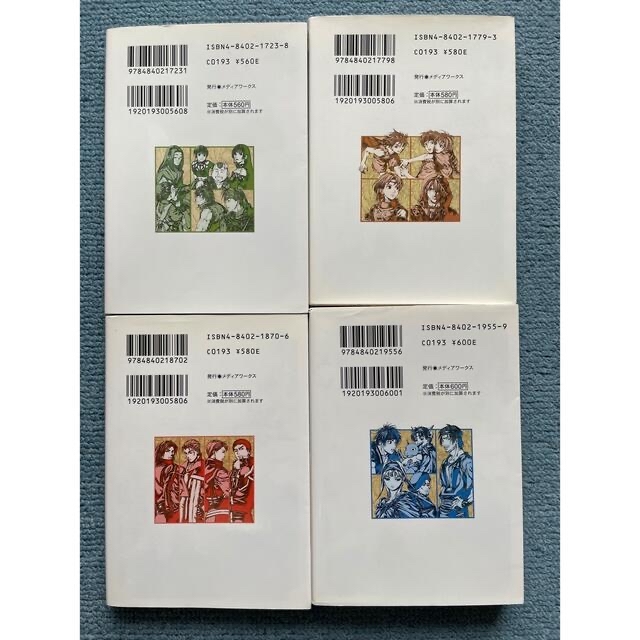 ISBN4-8402-1723-8
C0193 ¥560E
9784840217231
発行●メディアワークス
定価：本体560円
※消費税が別に加算されます
1920193005608
ISBN4-8402-1779-3
C0193 ¥580E
9784840217798
発行●メディアワークス
定価：本体580円
※消費税が別に加算されます
1920193005806
ISBN4-8402-1870-6
C0193 ¥580E
9784840218702
発行●メディアワークス
定価：本体580円
※消費税が別に加算されます
1920193005806
ISBN4-8402-1955-9
C0193 ¥600E
9784840219556
発行●メディアワークス
定価：本体600円
※消費税が別に加算されます
1920193006001